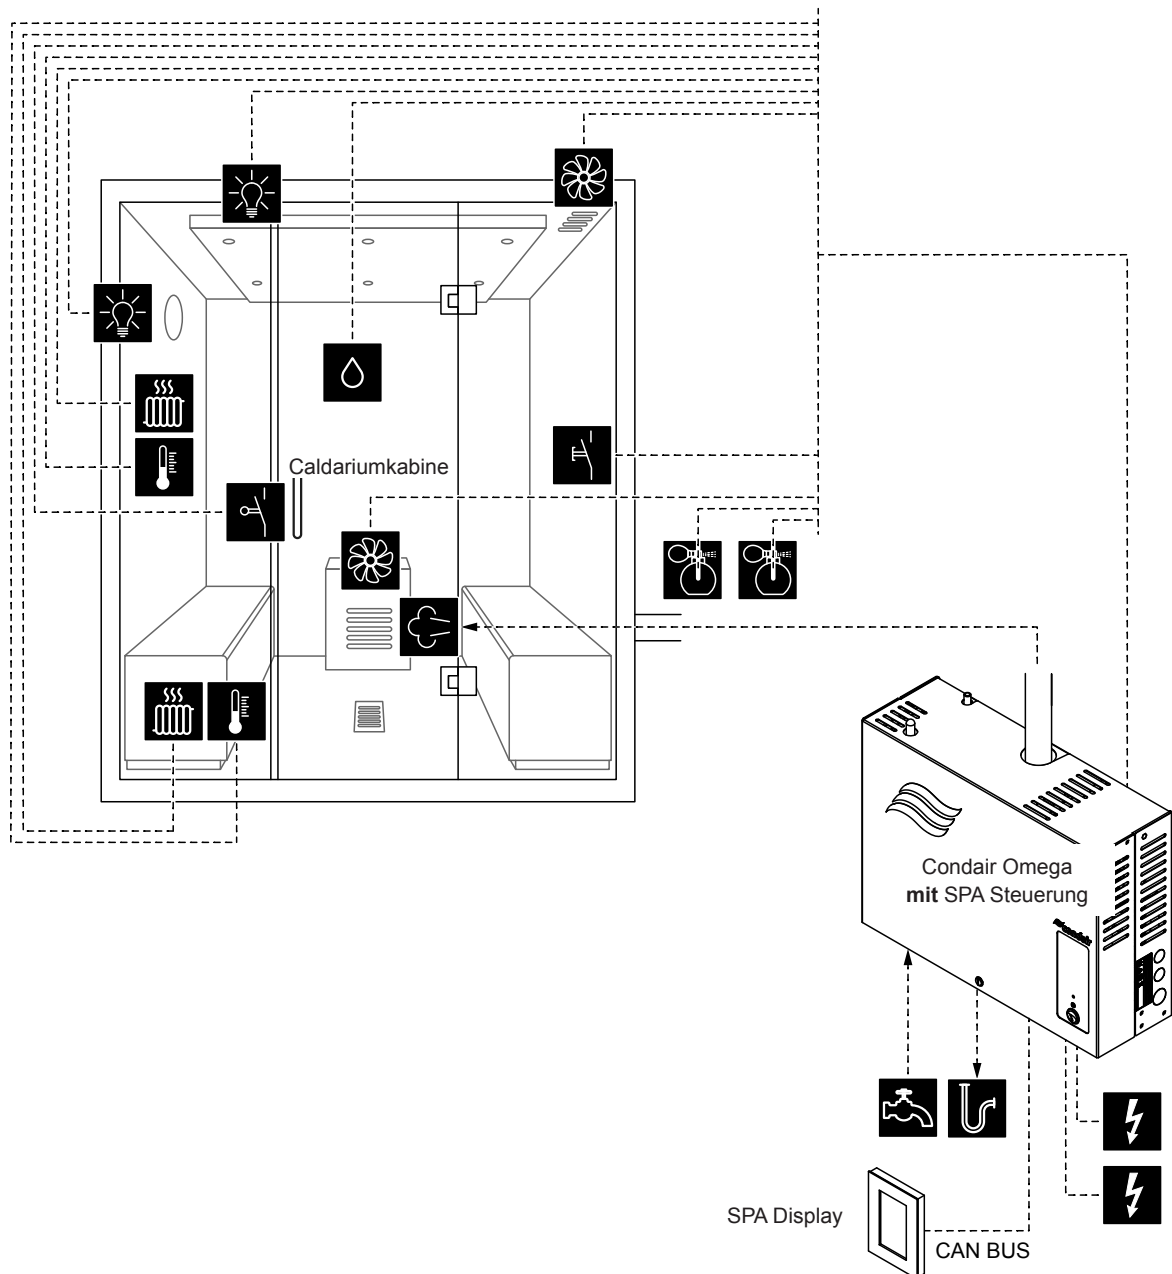 Caldariumkabine
Condair Omega
mit SPA Steuerung
SPA Display
CAN BUS